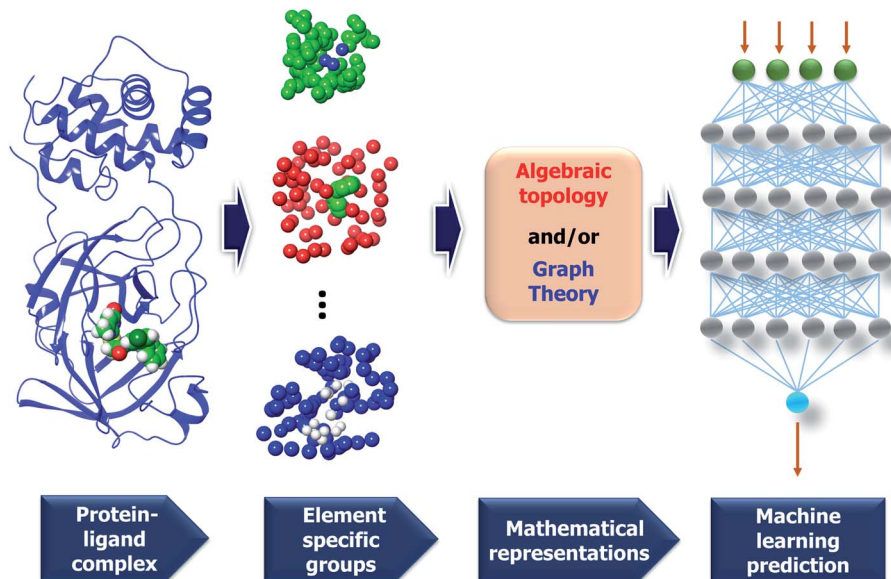 Algebraic
topology
and/or
Graph
Theory
Protein-
ligand
complex
Element
specific
groups
Mathematical
representations
Machine
learning
prediction